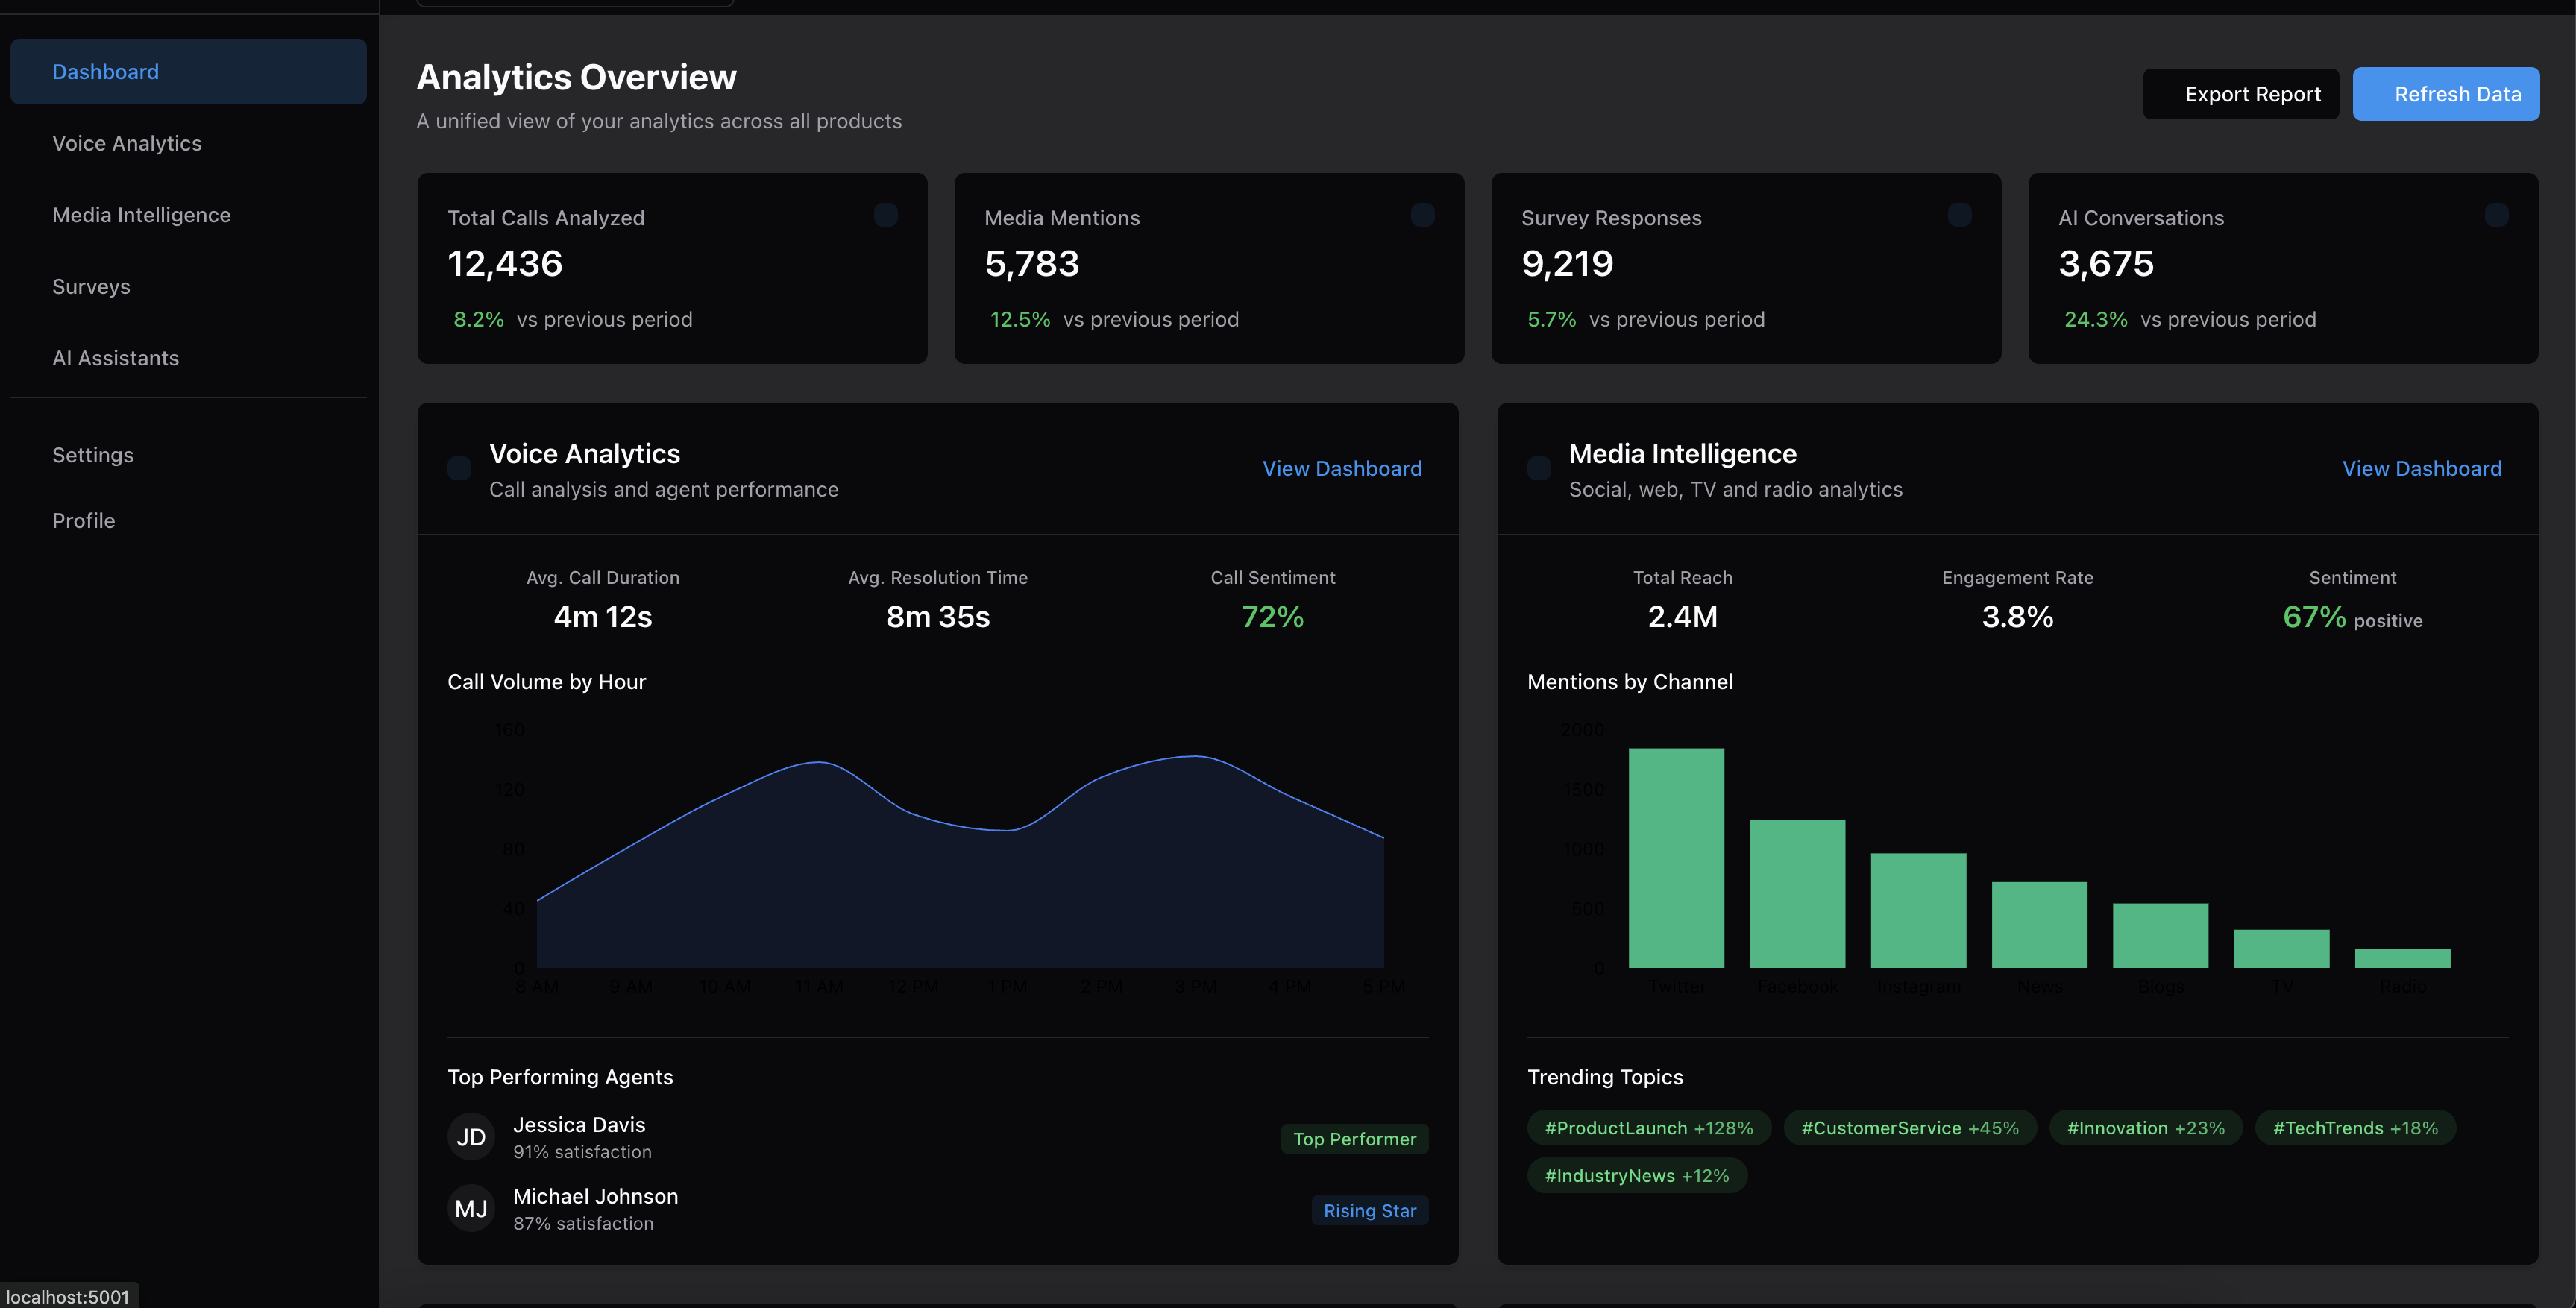 Dashboard
Voice Analytics
Media Intelligence
Surveys
AI Assistants
Settings
Profile
Analytics Overview
A unified view of your analytics across all products
Export Report
Refresh Data
Total Calls Analyzed
12,436
8.2% vs previous period
Media Mentions
5,783
12.5% vs previous period
Survey Responses
9,219
5.7% vs previous period
AI Conversations
3,675
24.3% vs previous period
Voice Analytics
Call analysis and agent performance
View Dashboard
Avg. Call Duration
4m 12s
Avg. Resolution Time
8m 35s
Call Sentiment
72%
Call Volume by Hour
160
120
80
40
0
8 AM 9 AM 10 AM 11 AM 12 PM 1 PM 2 PM 3 PM 4 PM 5 PM
Top Performing Agents
JD
Jessica Davis
91% satisfaction
Top Performer
MJ
Michael Johnson
87% satisfaction
Rising Star
Media Intelligence
Social, web, TV and radio analytics
View Dashboard
Total Reach
2.4M
Engagement Rate
3.8%
Sentiment
67% positive
Mentions by Channel
2000
1500
1000
500
0
Twitter Facebook Instagram News Blogs TV Radio
Trending Topics
#ProductLaunch +128%
#CustomerService +45%
#Innovation +23%
#TechTrends +18%
#IndustryNews +12%
localhost:5001